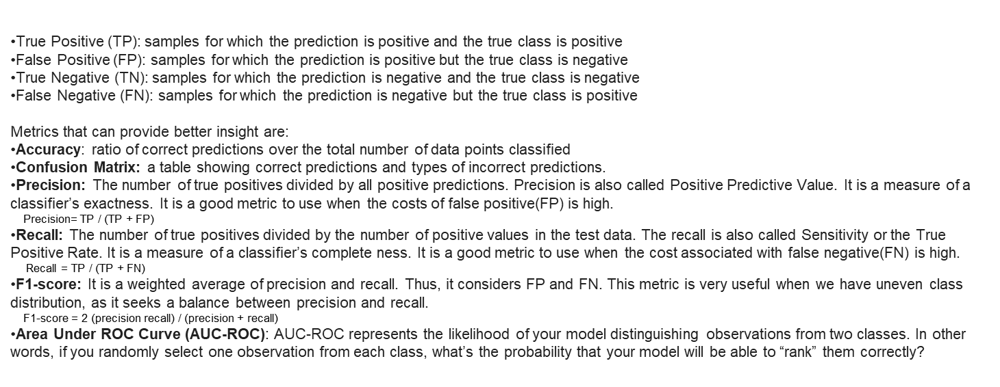 •True Positive (TP): samples for which the prediction is positive and the true class is positive
•False Positive (FP): samples for which the prediction is positive but the true class is negative
•True Negative (TN): samples for which the prediction is negative and the true class is negative
•False Negative (FN): samples for which the prediction is negative but the true class is positive
Metrics that can provide better insight are:
•Accuracy: ratio of correct predictions over the total number of data points classified
•Confusion Matrix: a table showing correct predictions and types of incorrect predictions.
•Precision: The number of true positives divided by all positive predictions. Precision is also called Positive Predictive Value. It is a measure of a
classifier’s exactness. It is a good metric to use when the costs of false positive(FP) is high.
Precision= TP / (TP + FP)
•Recall: The number of true positives divided by the number of positive values in the test data. The recall is also called Sensitivity or the True
Positive Rate. It is a measure of a classifier’s complete ness. It is a good metric to use when the cost associated with false negative(FN) is high.
Recall = TP / (TP + FN)
•F1-score: It is a weighted average of precision and recall. Thus, it considers FP and FN. This metric is very useful when we have uneven class
distribution, as it seeks a balance between precision and recall.
F1-score = 2 (precision recall) / (precision + recall)
•Area Under ROC Curve (AUC-ROC): AUC-ROC represents the likelihood of your model distinguishing observations from two classes. In other
words, if you randomly select one observation from each class, what’s the probability that your model will be able to “rank” them correctly?